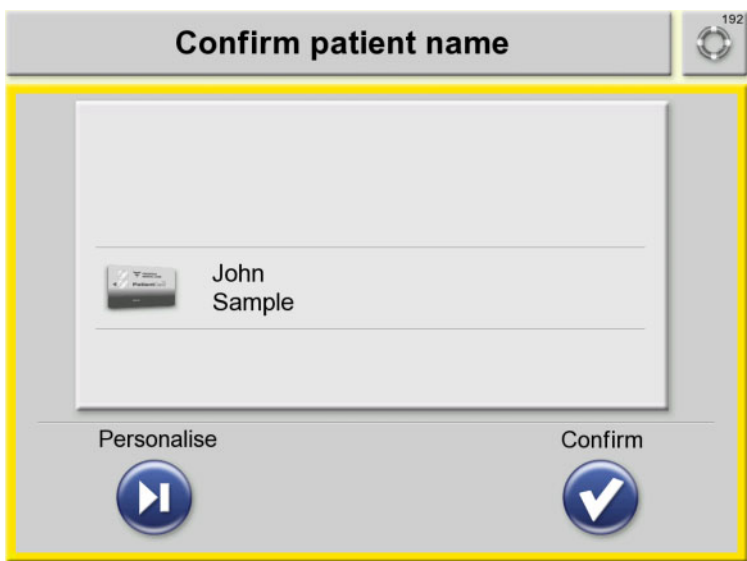 Confirm patient name
192
John
Sample
Personalise
Confirm